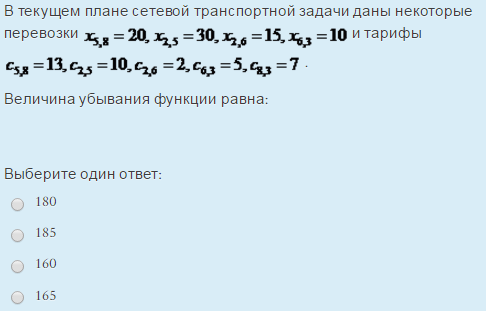 В текущем плане сетевой транспортной задачи даны некоторые
перевозки x5,8 = 20, x2,5 = 30, x2,6 = 15, x6,3 = 10 и тарифы
c5,8 = 13, c2,5 = 10, c2,6 = 2, c6,3 = 5, c8,3 = 7 .
Величина убывания функции равна:
Выберите один ответ:
180
185
160
165